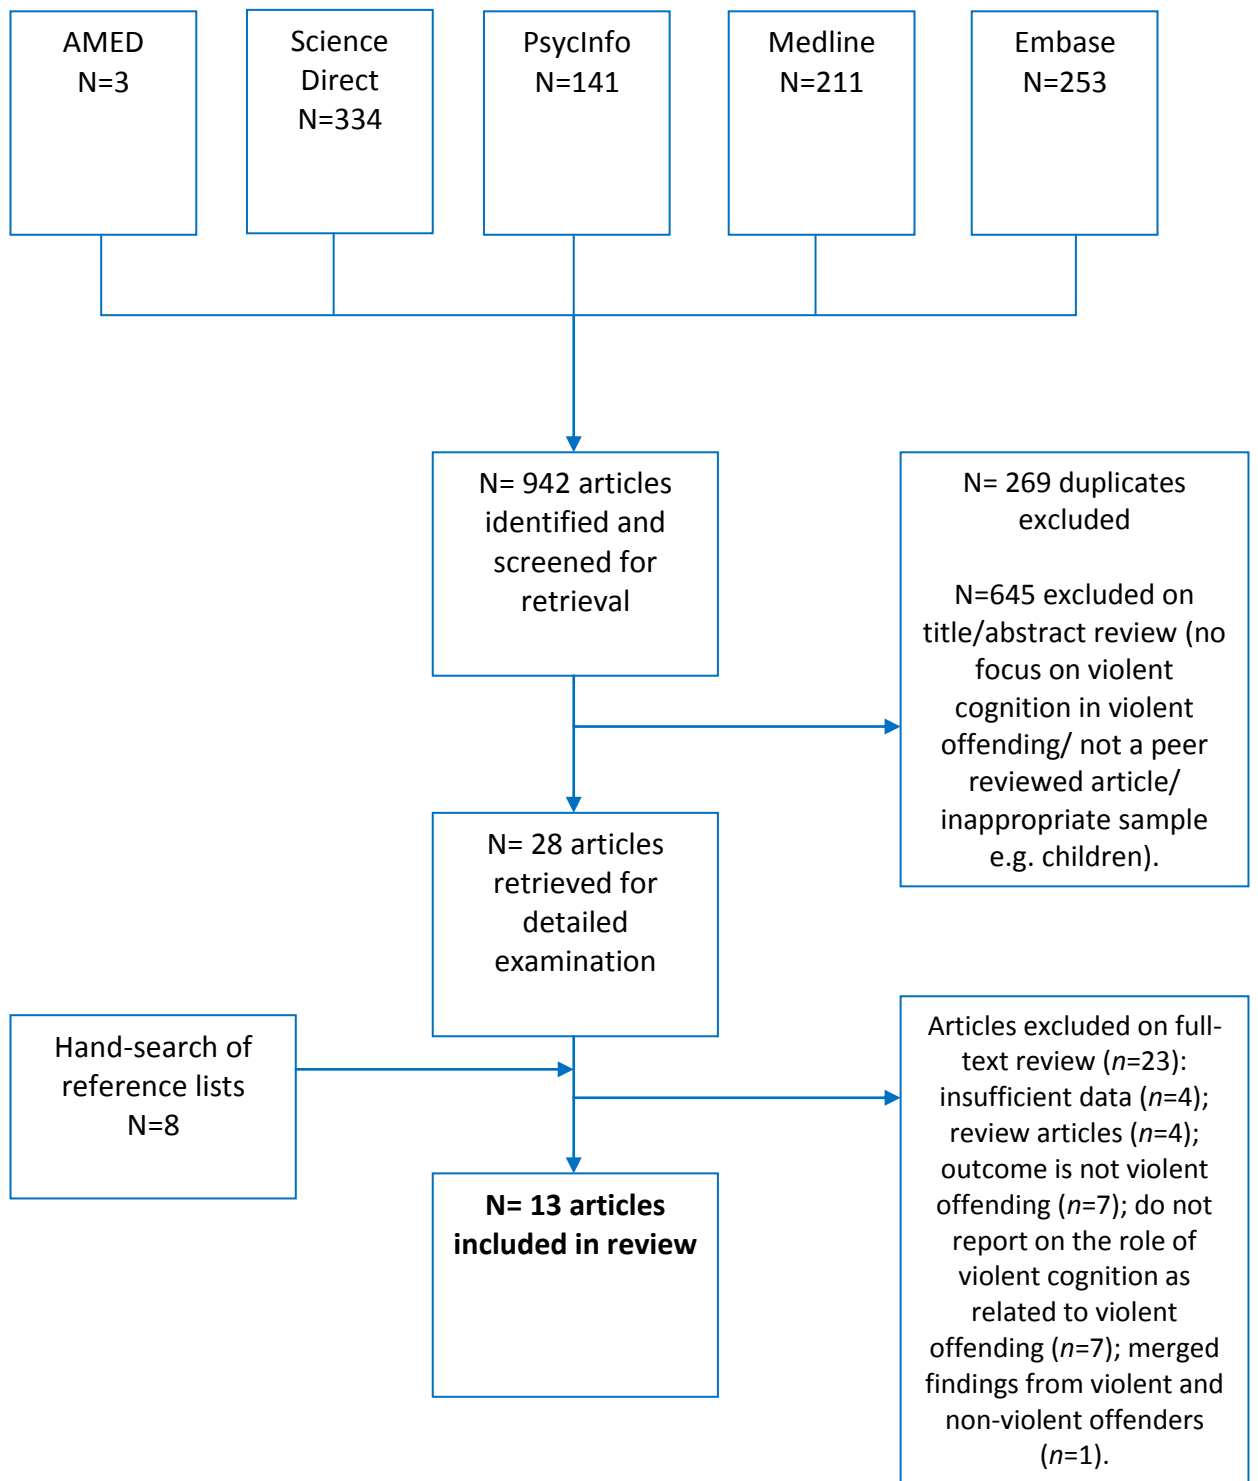 AMED
N=3
Science
Direct
N=334
PsycInfo
N=141
Medline
N=211
Embase
N=253
N= 942 articles
identified and
screened for
retrieval
N= 269 duplicates
excluded
N=645 excluded on
title/abstract review (no
focus on violent
cognition in violent
offending/ not a peer
reviewed article/
inappropriate sample
e.g. children).
N= 28 articles
retrieved for
detailed
examination
Hand-search of
reference lists
N=8
Articles excluded on full-
text review (n=23):
insufficient data (n=4);
review articles (n=4);
outcome is not violent
offending (n=7); do not
report on the role of
violent cognition as
related to violent
offending (n=7); merged
findings from violent and
non-violent offenders
(n=1).
N= 13 articles
included in review